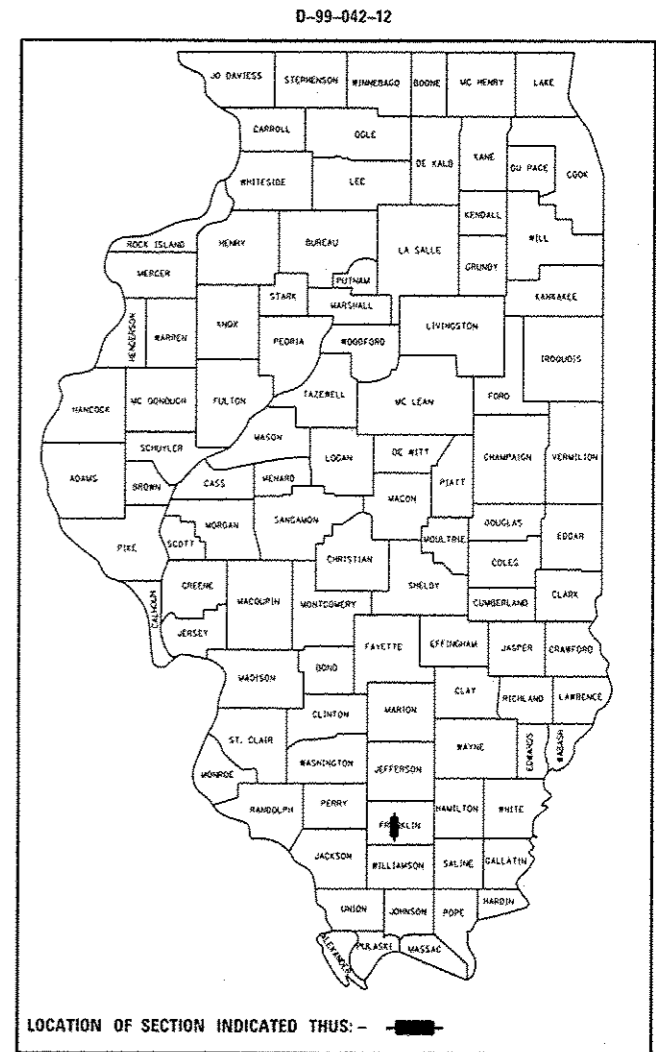 D-99-042-12
JO DAVIESS STEPHENSON WINNEBAGO BOONE MC HENRY LAKE
CARROLL OGLE DE KALB KANE DU PAGE COOK
WHITESIDE LEE
KENDALL
ROCK ISLAND HENRY BUREAU LA SALLE WILL
MERCER PUTNAM GRUNDY
STARK MARSHALL KANKAKEE
HENDERSON WARREN KNOX PEORIA WOODFORD LIVINGSTON
IROQUOIS
HANCOCK MC DONOUGH FULTON TAZEWELL MC LEAN FORD
MASON
SCHUYLER LOGAN DE WITT CHAMPAIGN VERMILION
ADAMS BROWN CASS MENARD PIATT
MACON
MORGAN SANGAMON DOUGLAS
PIKE SCOTT CHRISTIAN MOULTRIE EDGAR
COLES
GREENE SHELBY
CALHOUN MACOUPIN MONTGOMERY CUMBERLAND CLARK
JERSEY
FAYETTE EFFINGHAM JASPER CRAWFORD
BOND
MADISON CLAY RICHLAND LAWRENCE
CLINTON MARION
ST. CLAIR WAYNE EDWARDS WABASH
MONROE WASHINGTON JEFFERSON
RANDOLPH PERRY HAMILTON WHITE
FRANKLIN
JACKSON WILLIAMSON SALINE GALLATIN
UNION JOHNSON POPE HARDIN
ALEXANDER PULASKI MASSAC
LOCATION OF SECTION INDICATED THUS: -